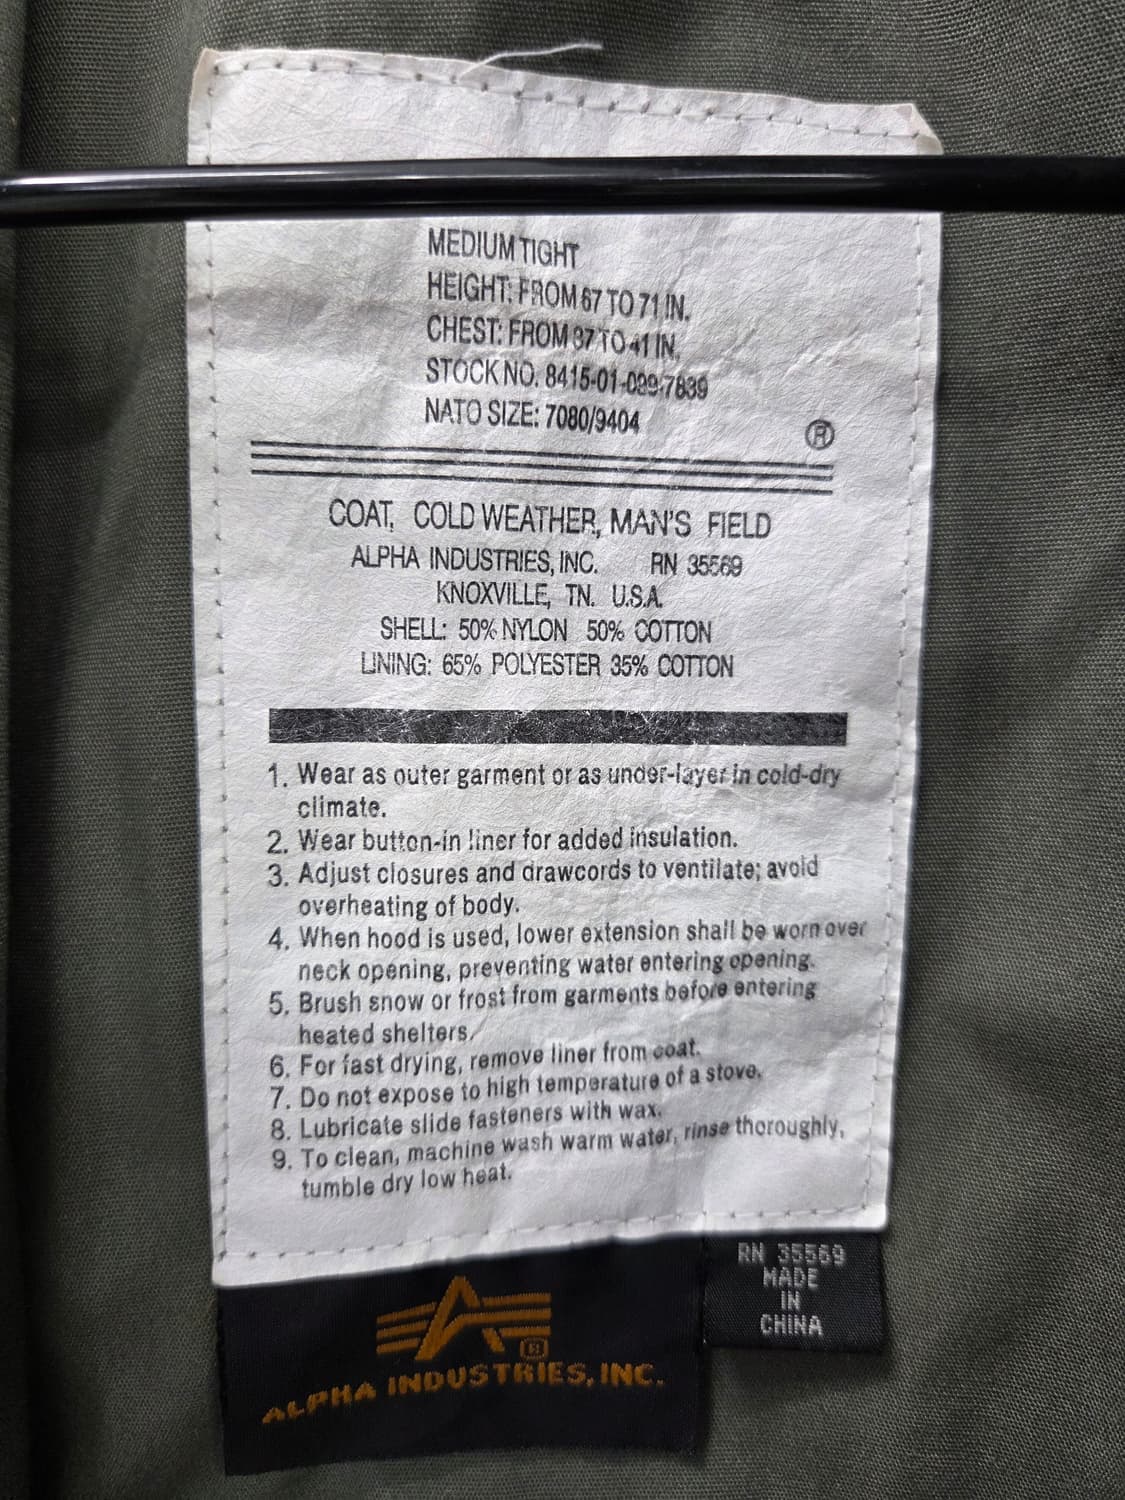 MEDIUM TIGHT
HEIGHT: FROM 67 TO 71 IN.
CHEST: FROM 37 TO 41 IN.
STOCK NO. 8415-01-099-7839
NATO SIZE: 7080/9404
®
COAT, COLD WEATHER, MAN'S FIELD
ALPHA INDUSTRIES, INC. RN 35569
KNOXVILLE, TN. U.S.A.
SHELL: 50% NYLON 50% COTTON
LINING: 65% POLYESTER 35% COTTON
1. Wear as outer garment or as under-layer in cold-dry
climate.
2. Wear button-in liner for added insulation.
3. Adjust closures and drawcords to ventilate; avoid
overheating of body.
4. When hood is used, lower extension shall be worn over
neck opening, preventing water entering opening.
5. Brush snow or frost from garments before entering
heated shelters.
6. For fast drying, remove liner from coat.
7. Do not expose to high temperature of a stove.
8. Lubricate slide fasteners with wax.
9. To clean, machine wash warm water, rinse thoroughly,
tumble dry low heat.
RN 35569
MADE
IN
CHINA
®
ALPHA INDUSTRIES, INC.